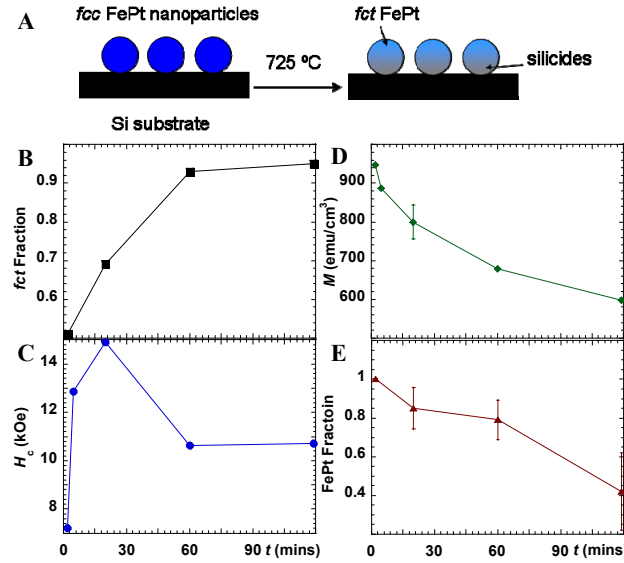 A
fcc FePt nanoparticles
fct FePt
725 ºC
silicides
Si substrate
B
0.9
0.8
0.7
0.6
0.5
fct Fraction
D
900
800
700
600
M (emu/cm³)
C
14
12
10
8
Hc (kOe)
0
30
60
90
t (mins)
E
1
0.8
0.6
0.4
FePt Fractoin
0
30
60
90
t (mins)